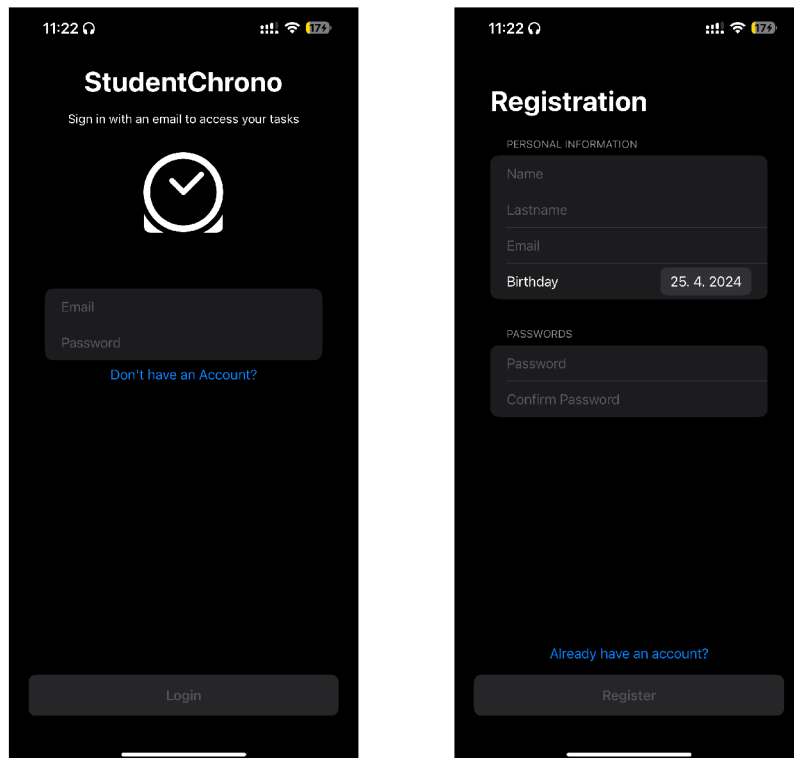 11:22
17
StudentChrono
Sign in with an email to access your tasks
Email
Password
Don't have an Account?
Login
11:22
17
Registration
PERSONAL INFORMATION
Name
Lastname
Email
Birthday 25. 4. 2024
PASSWORDS
Password
Confirm Password
Already have an account?
Register